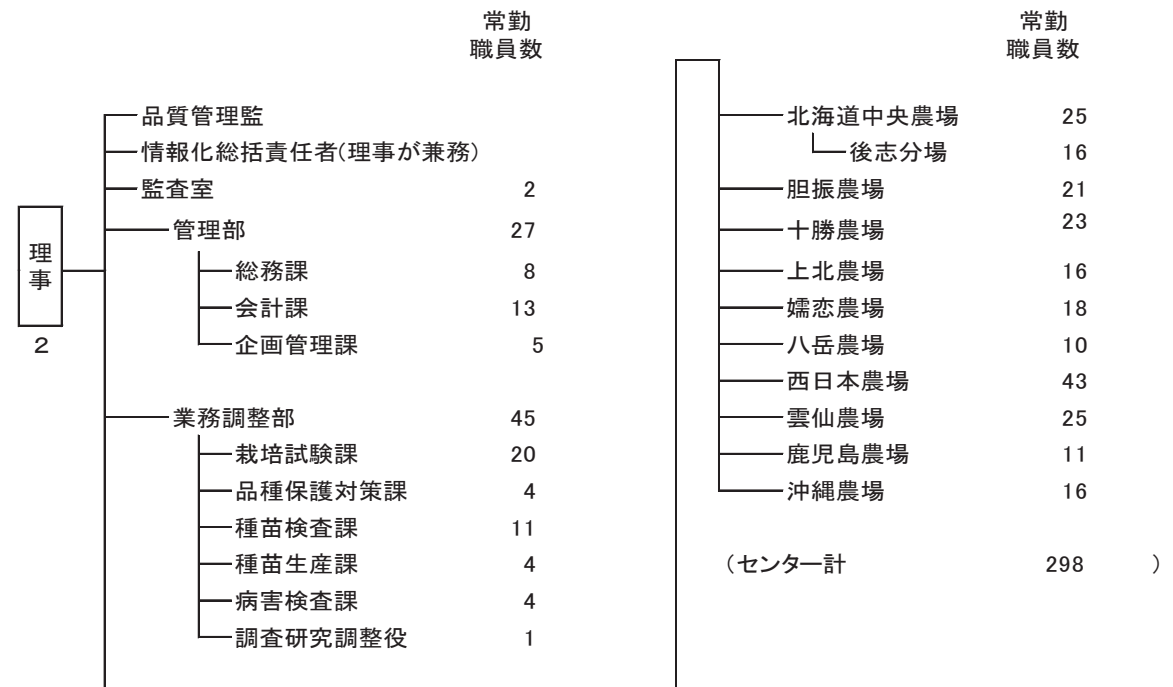 常勤
職員数
品質管理監
情報化総括責任者(理事が兼務)
監査室 2
管理部 27
総務課 8
会計課 13
企画管理課 5
理事
2
業務調整部 45
栽培試験課 20
品種保護対策課 4
種苗検査課 11
種苗生産課 4
病害検査課 4
調査研究調整役 1
常勤
職員数
北海道中央農場 25
後志分場 16
胆振農場 21
十勝農場 23
上北農場 16
嬬恋農場 18
八岳農場 10
西日本農場 43
雲仙農場 25
鹿児島農場 11
沖縄農場 16
(センター計 298 )